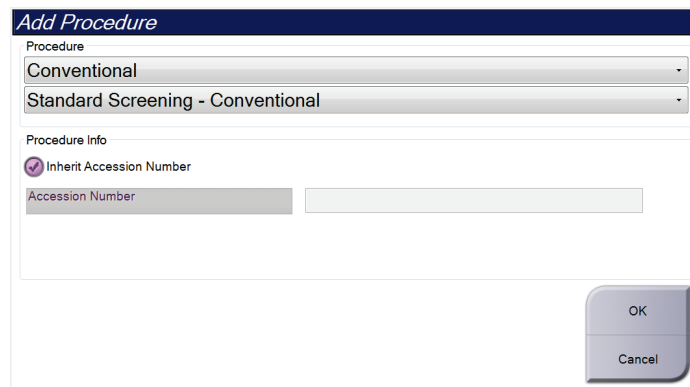 Add Procedure
Procedure
Conventional
Standard Screening - Conventional
Procedure Info
Inherit Accession Number
Accession Number
OK
Cancel